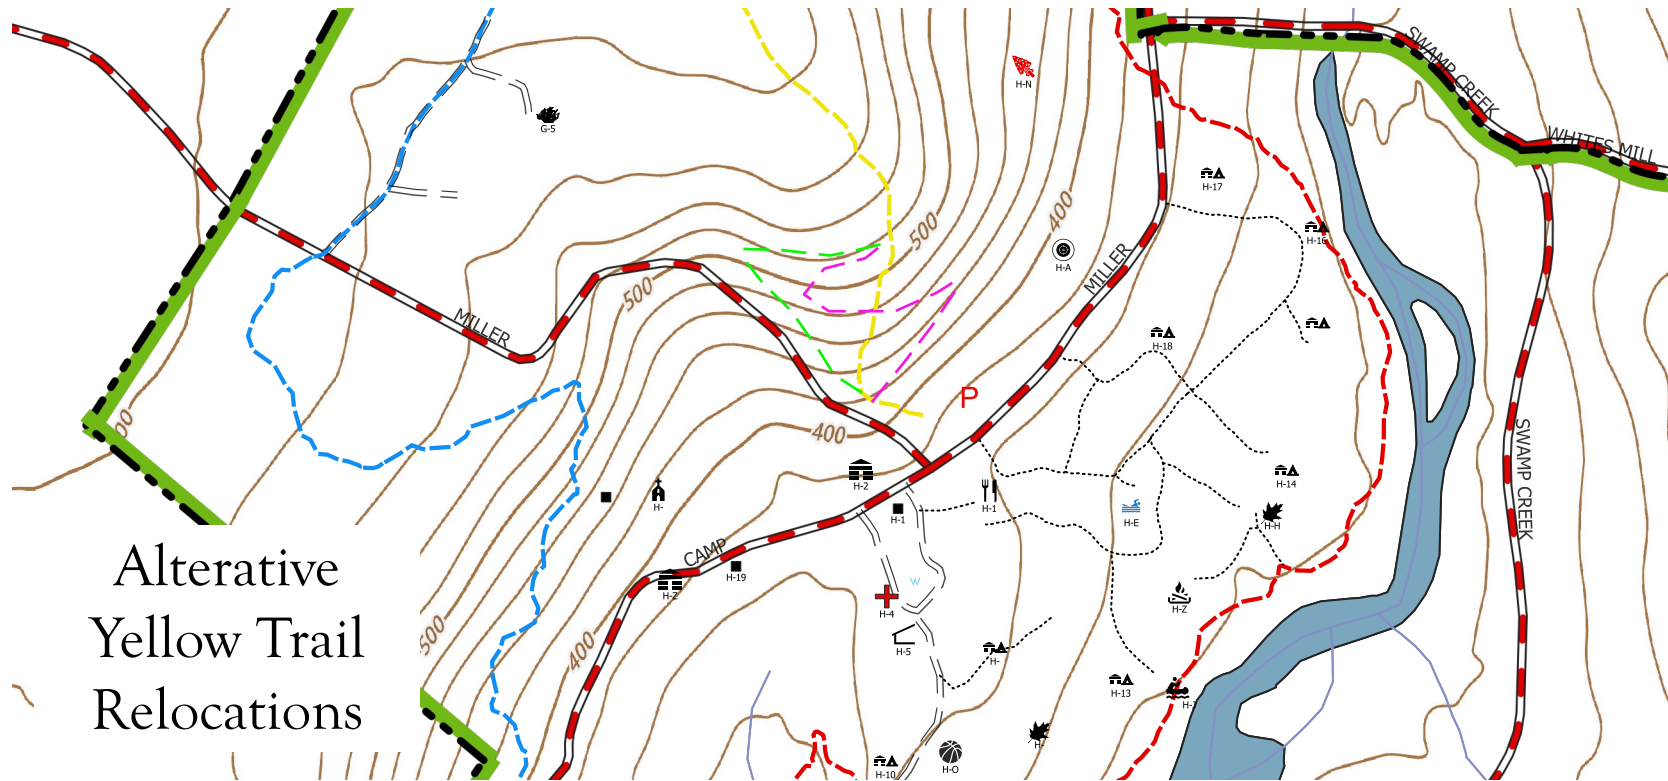 SWAMP CREEK
WHITES MILL
H-N
G-5
H-17
400
500
H-16
H-A
MILLER
500
MILLER
H-18
P
00
400
SWAMP CREEK
H-2
H-14
H-
H-1
H-1
H-E
H-H
CAMP
H-19
H-Z
W
H-4
H-Z
500
400
H-5
H-
H-13
H-
H-10
H-O
Alterative
Yellow Trail
Relocations